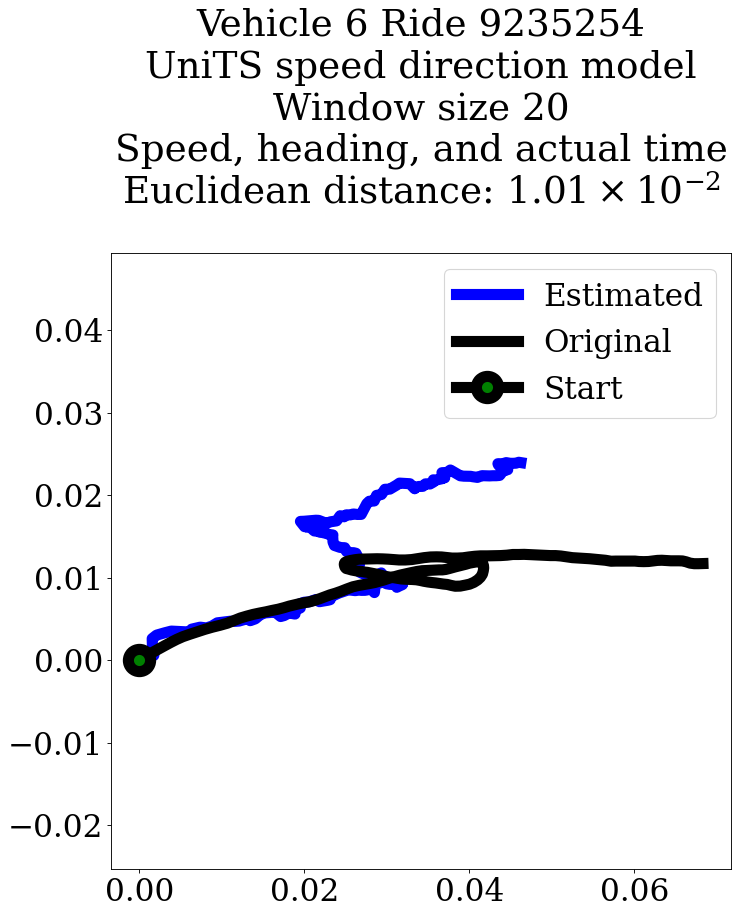 Vehicle 6 Ride 9235254
UniTS speed direction model
Window size 20
Speed, heading, and actual time
Euclidean distance: 1.01 × 10⁻²
Estimated
Original
Start
0.04
0.03
0.02
0.01
0.00
−0.01
−0.02
0.00 0.02 0.04 0.06